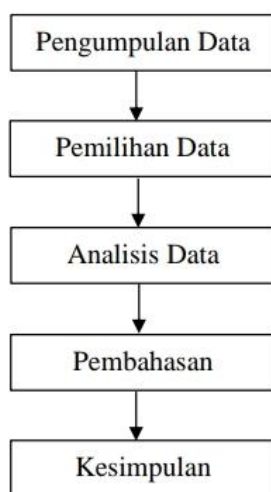 Pengumpulan Data
Pemilihan Data
Analisis Data
Pembahasan
Kesimpulan